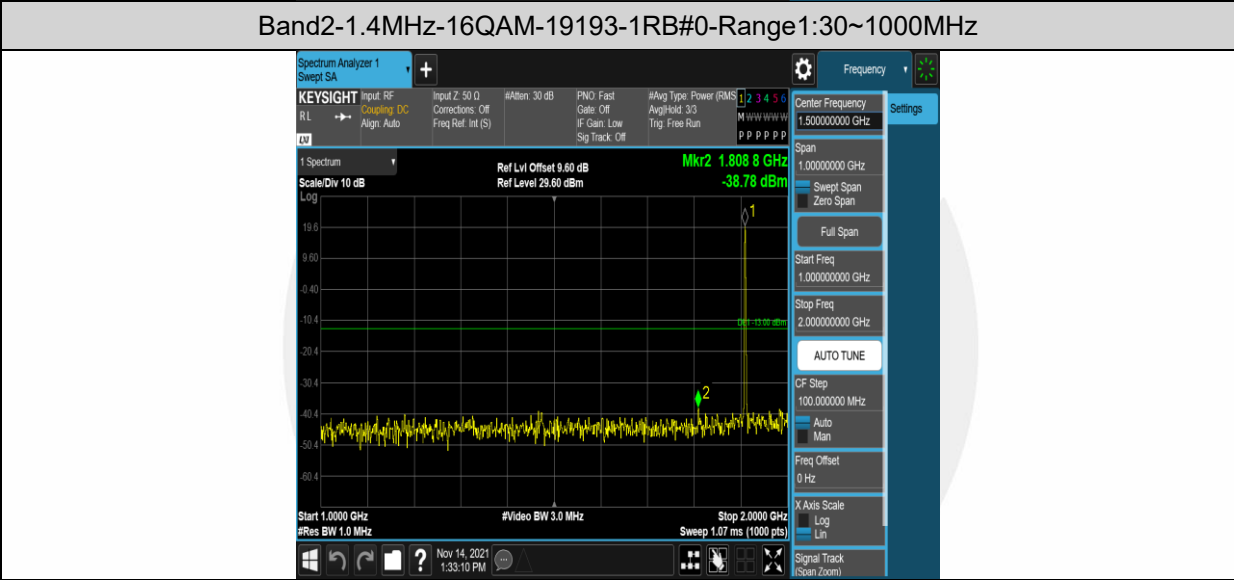 Band2-1.4MHz-16QAM-19193-1RB#0-Range1:30~1000MHz
Spectrum Analyzer 1
Swept SA
Frequency
KEYSIGHT
RL
LXI
Input: RF
Coupling: DC
Align: Auto
Input Z: 50 Ω
Corrections: Off
Freq Ref: Int (S)
#Atten: 30 dB
PNO: Fast
Gate: Off
IF Gain: Low
Sig Track: Off
#Avg Type: Power (RMS
Avg|Hold: 3/3
Trig: Free Run
1 2 3 4 5 6
M W W W W W
P P P P P P
1 Spectrum
Scale/Div 10 dB
Log
Ref Lvl Offset 9.60 dB
Ref Level 29.60 dBm
Mkr2 1.808 8 GHz
-38.78 dBm
19.6
9.60
-0.40
-10.4
-20.4
-30.4
-40.4
-50.4
-60.4
1
2
DL1 -13.00 dBm
Start 1.0000 GHz
#Res BW 1.0 MHz
#Video BW 3.0 MHz
Stop 2.0000 GHz
Sweep 1.07 ms (1000 pts)
Nov 14, 2021
1:33:10 PM
Center Frequency
1.500000000 GHz
Settings
Span
1.00000000 GHz
Swept Span
Zero Span
Full Span
Start Freq
1.000000000 GHz
Stop Freq
2.000000000 GHz
AUTO TUNE
CF Step
100.000000 MHz
Auto
Man
Freq Offset
0 Hz
X Axis Scale
Log
Lin
Signal Track
(Span Zoom)